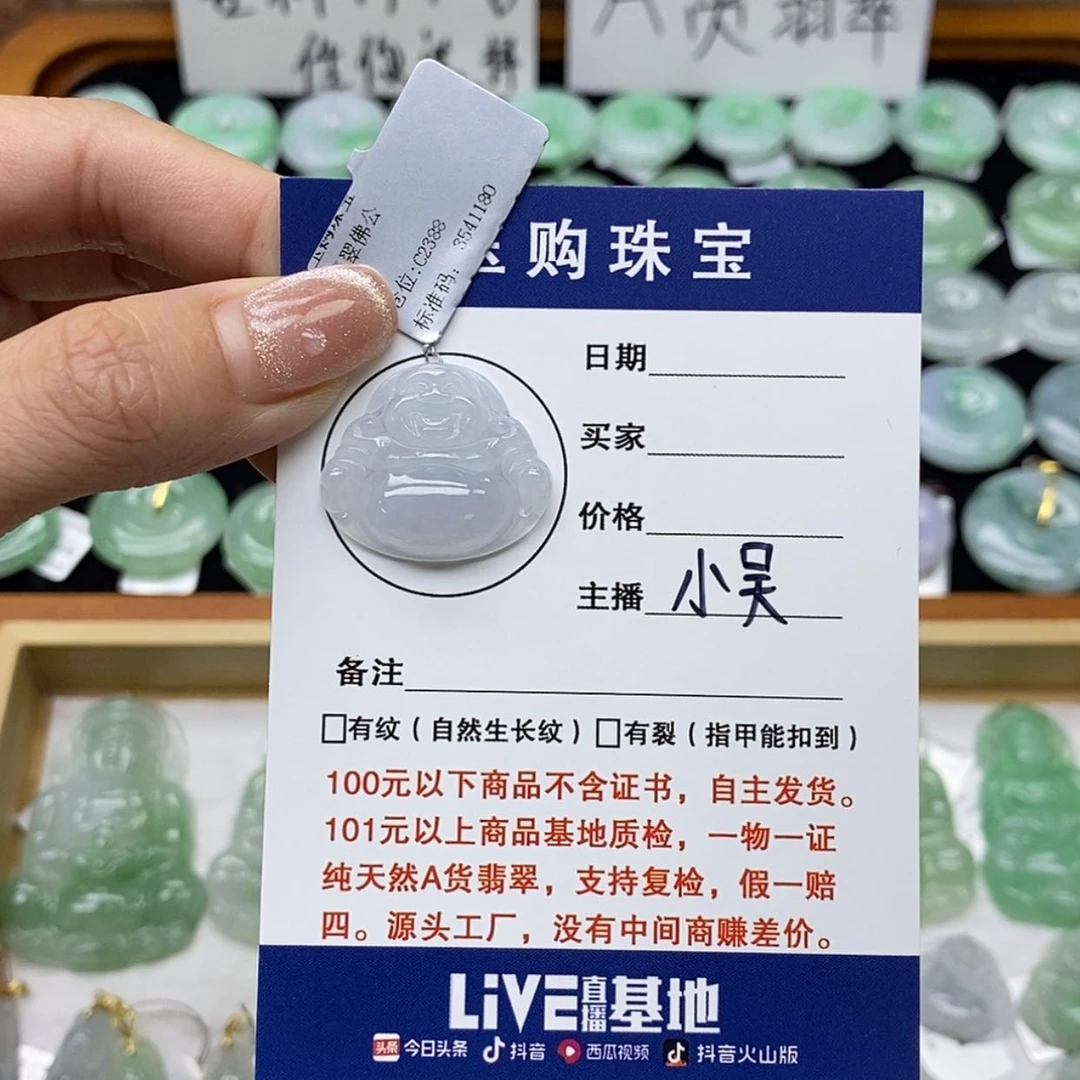 A货翡翠
翠佛公
位:C2388
标准码: 3541180
购珠宝
日期
买家
价格
主播 小吴
备注
□有纹（自然生长纹）□有裂（指甲能扣到）
100元以下商品不含证书，自主发货。
101元以上商品基地质检，一物一证
纯天然A货翡翠，支持复检，假一赔
四。源头工厂，没有中间商赚差价。
LiVE直播基地
头条 今日头条 抖音 西瓜视频 抖音火山版